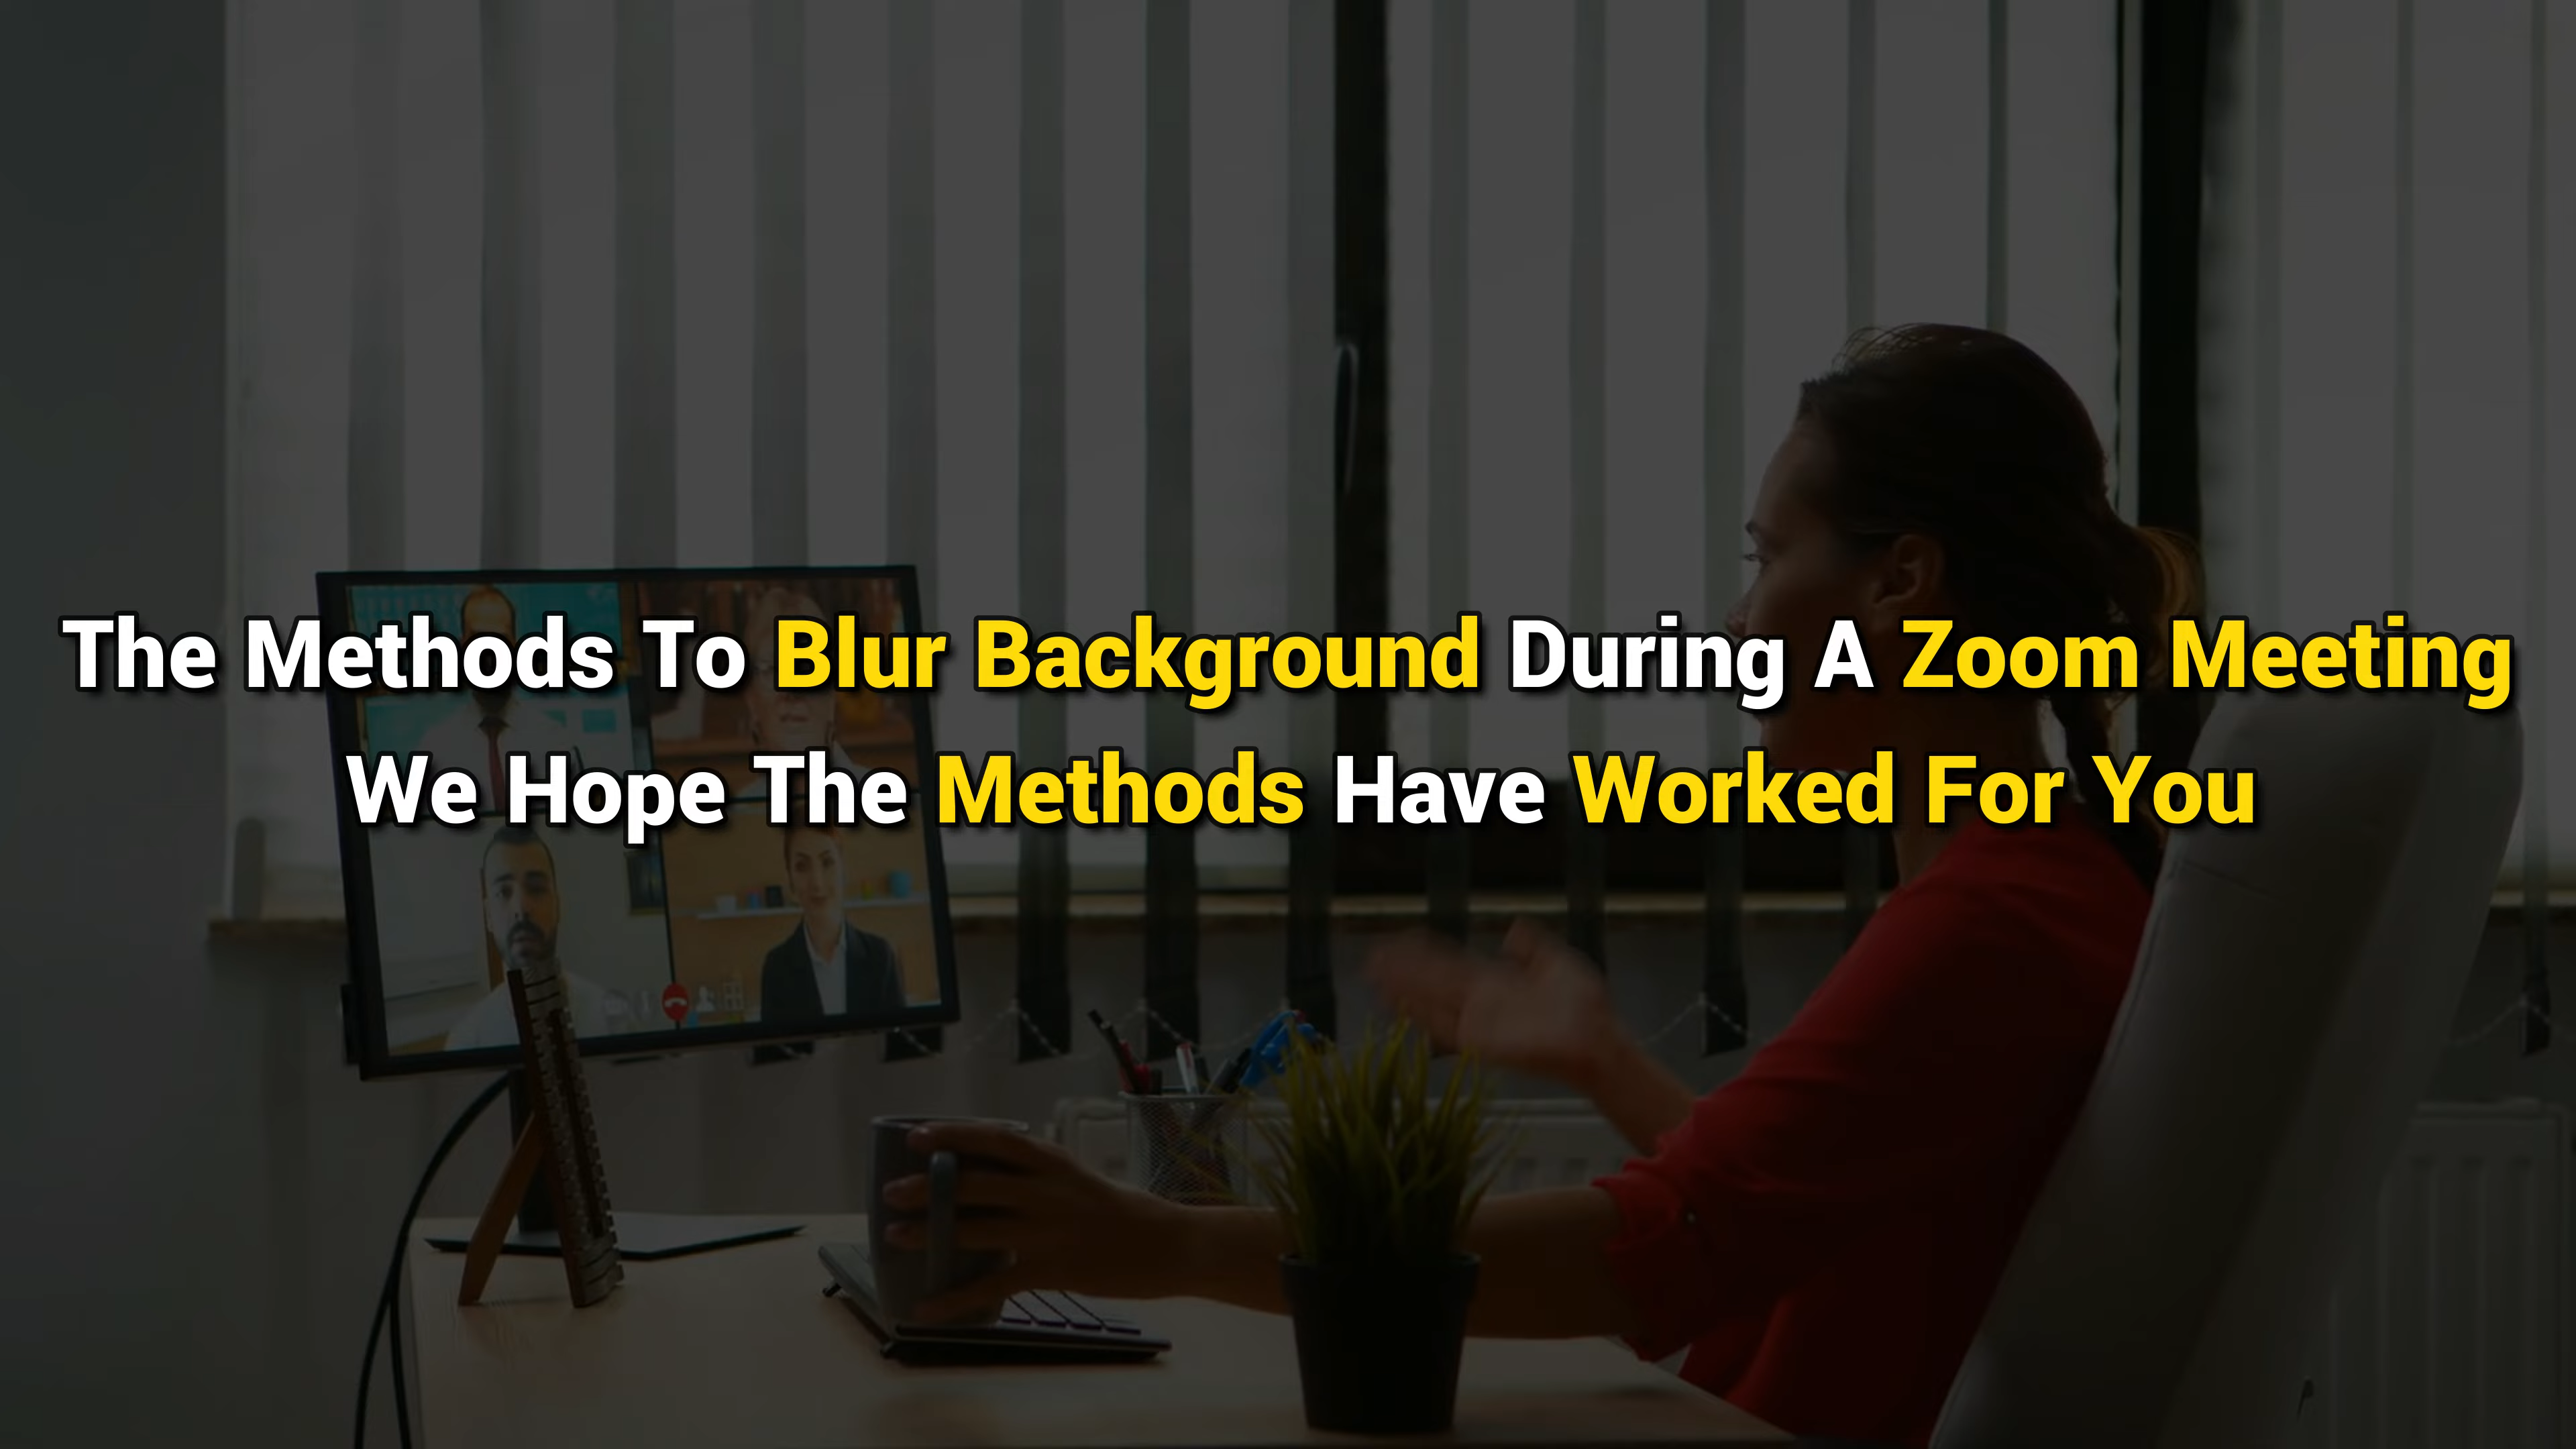 The Methods To Blur Background During A Zoom Meeting
We Hope The Methods Have Worked For You